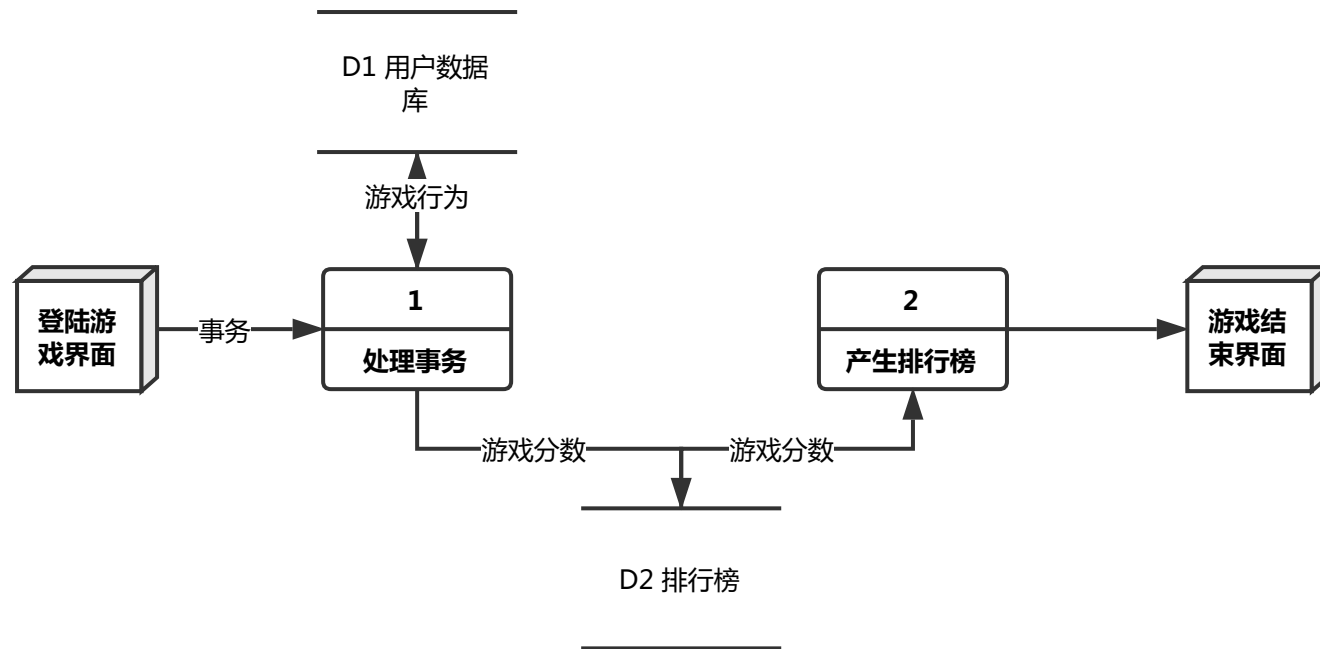 D1 用户数据
库
游戏行为
登陆游
戏界面
事务
1
处理事务
2
产生排行榜
游戏结
束界面
游戏分数
游戏分数
D2 排行榜